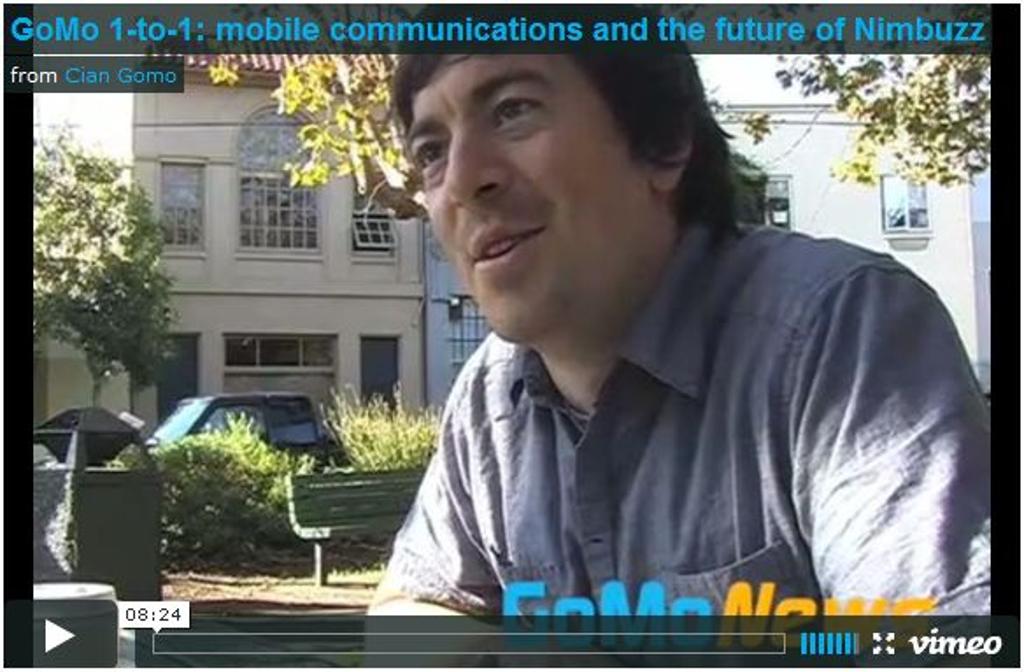 GoMo 1-to-1: mobile communications and the future of Nimbuzz
from Cian Gomo
08:24
GoMoNews
vimeo